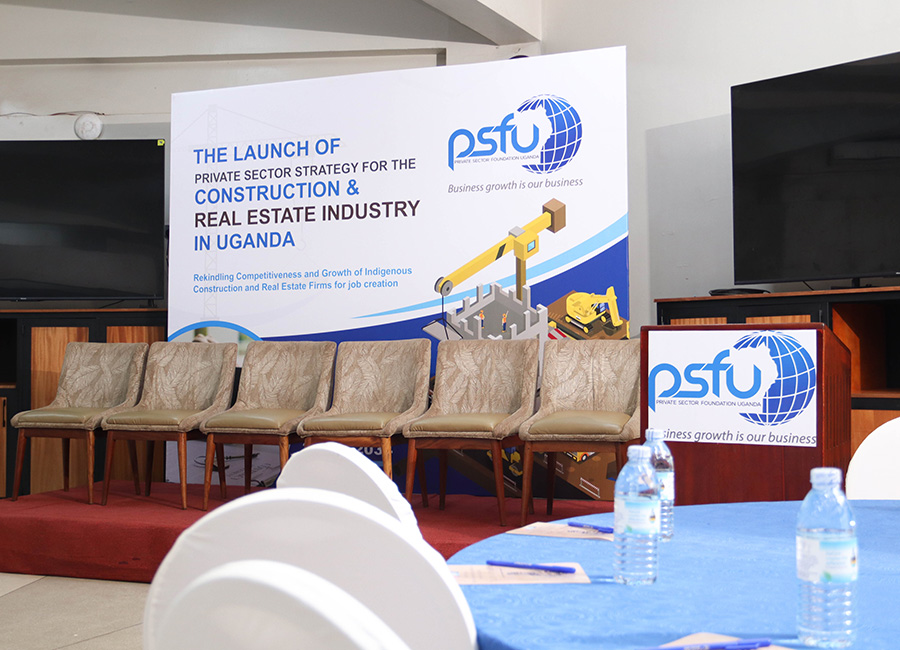 THE LAUNCH OF
PRIVATE SECTOR STRATEGY FOR THE
CONSTRUCTION &
REAL ESTATE INDUSTRY
IN UGANDA
Rekindling Competitiveness and Growth of Indigenous
Construction and Real Estate Firms for job creation
psfu
PRIVATE SECTOR FOUNDATION UGANDA
Business growth is our business
psfu
PRIVATE SECTOR FOUNDATION UGANDA
siness growth is our business